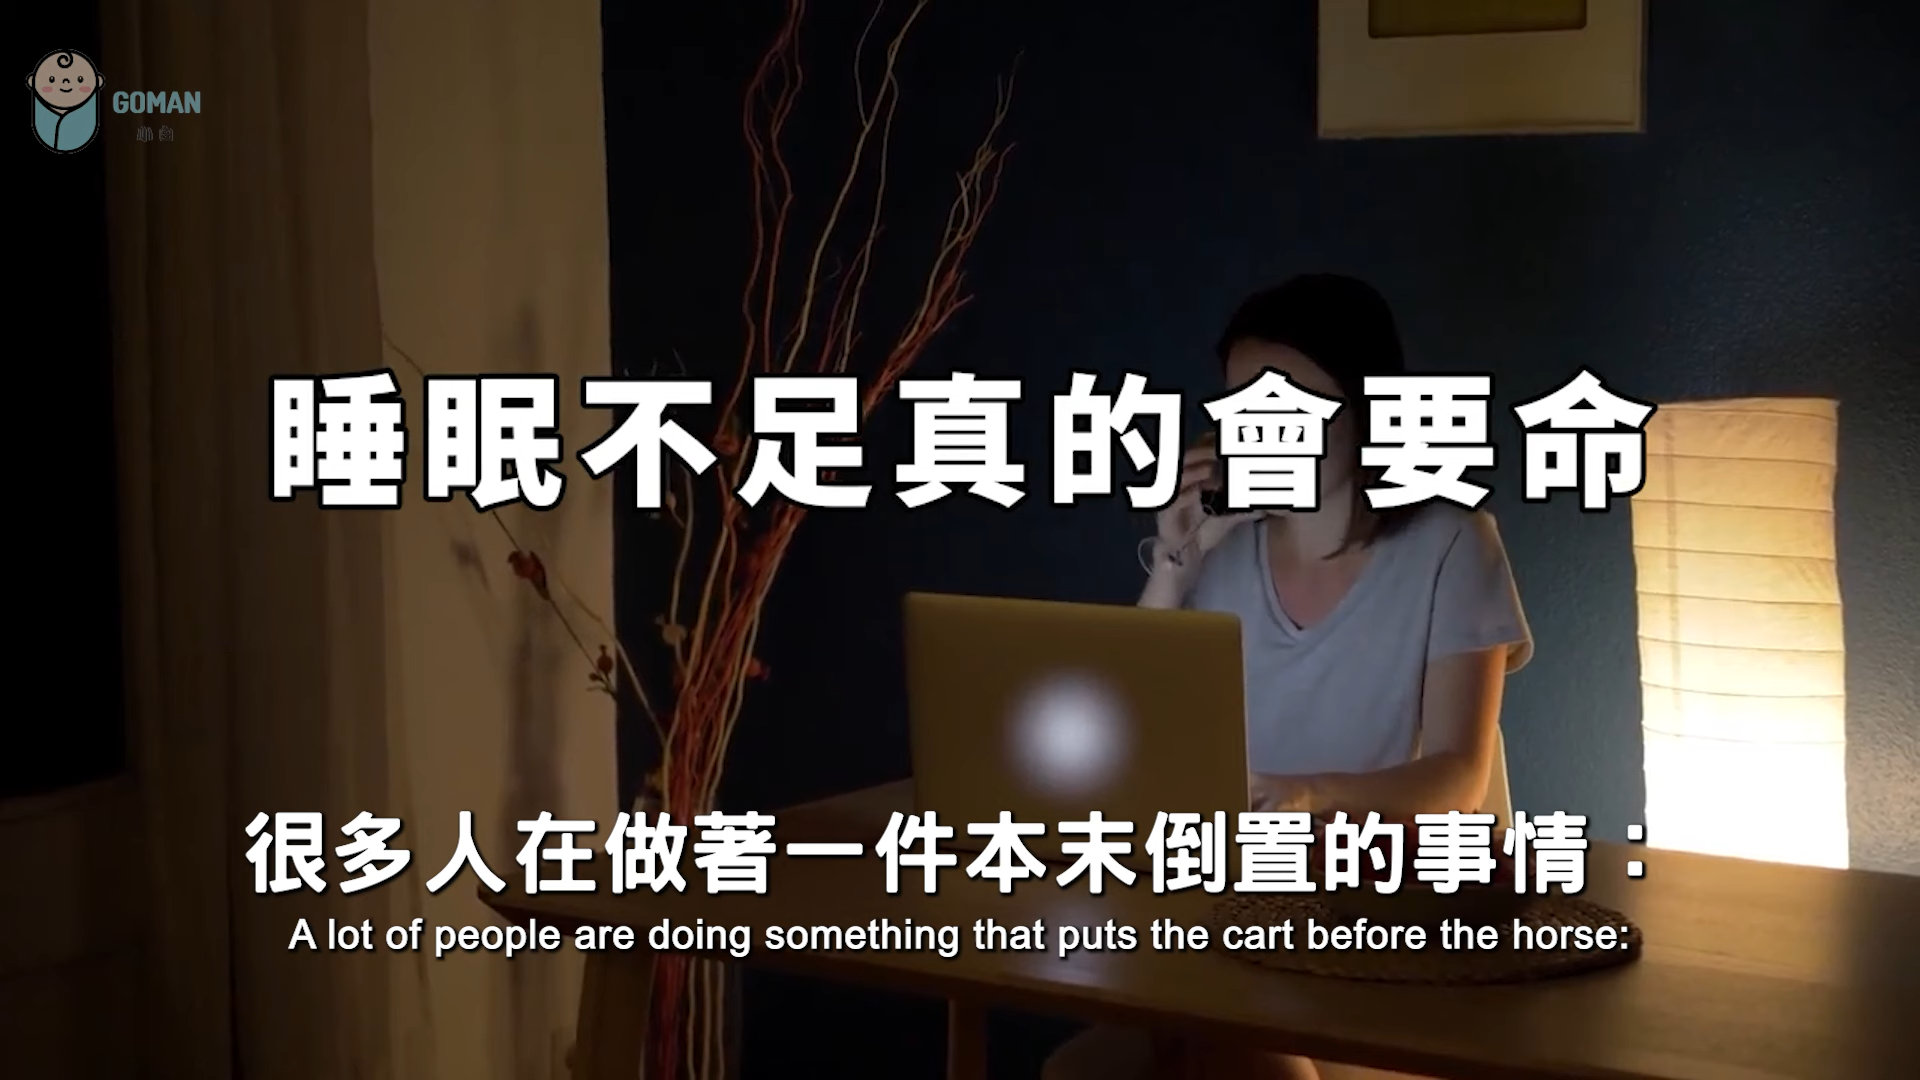 GOMAN
睡眠不足真的會要命
很多人在做著一件本末倒置的事情：
A lot of people are doing something that puts the cart before the horse: